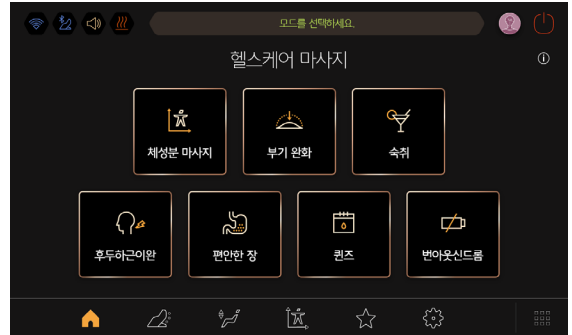 모드를 선택하세요.
헬스케어 마사지
체성분 마사지
부기 완화
숙취
후두하근이완
편안한 장
퀸즈
번아웃신드롬